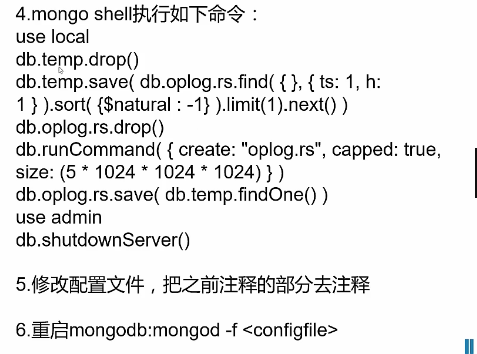 4.mongo shell执行如下命令：
use local
db.temp.drop()
db.temp.save( db.oplog.rs.find( { }, { ts: 1, h:
1 } ).sort( {$natural : -1} ).limit(1).next() )
db.oplog.rs.drop()
db.runCommand( { create: "oplog.rs", capped: true,
size: (5 * 1024 * 1024 * 1024) } )
db.oplog.rs.save( db.temp.findOne() )
use admin
db.shutdownServer()
5.修改配置文件，把之前注释的部分去注释
6.重启mongodb:mongod -f <configfile>